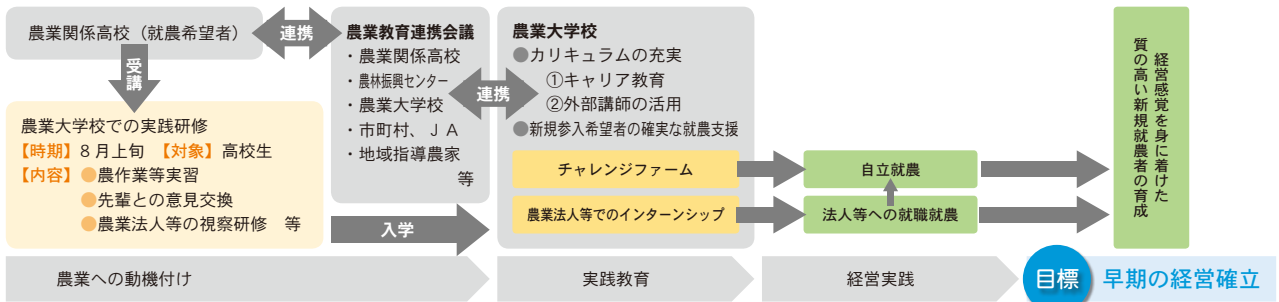 農業関係高校（就農希望者）
連携
受講
農業大学校での実践研修
【時期】８月上旬　【対象】高校生
【内容】●農作業等実習
●先輩との意見交換
●農業法人等の視察研修　等
農業教育連携会議
・農業関係高校
・農林振興センター
・農業大学校
・市町村、ＪＡ
・地域指導農家
等
連携
入学
農業大学校
●カリキュラムの充実
①キャリア教育
②外部講師の活用
●新規参入希望者の確実な就農支援
チャレンジファーム
農業法人等でのインターンシップ
自立就農
法人等への就職就農
経営感覚を身に着けた
質の高い新規就農者の育成
農業への動機付け
実践教育
経営実践
目標
早期の経営確立